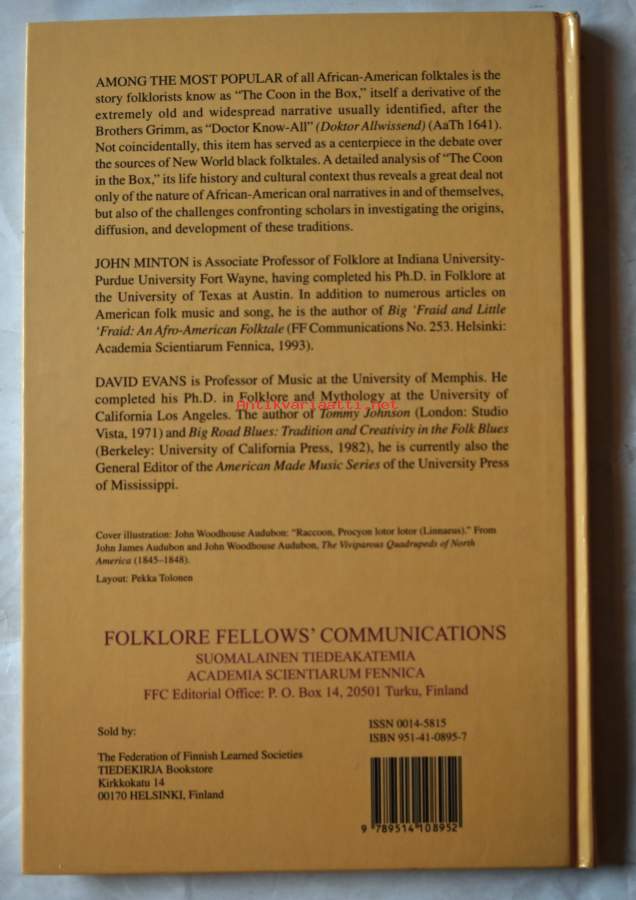 AMONG THE MOST POPULAR of all African-American folktales is the
story folklorists know as “The Coon in the Box,” itself a derivative of the
extremely old and widespread narrative usually identified, after the
Brothers Grimm, as “Doctor Know-All” (Doktor Allwissend) (AaTh 1641).
Not coincidentally, this item has served as a centerpiece in the debate over
the sources of New World black folktales. A detailed analysis of “The Coon
in the Box,” its life history and cultural context thus reveals a great deal not
only of the nature of African-American oral narratives in and of themselves,
but also of the challenges confronting scholars in investigating the origins,
diffusion, and development of these traditions.
JOHN MINTON is Associate Professor of Folklore at Indiana University-
Purdue University Fort Wayne, having completed his Ph.D. in Folklore at
the University of Texas at Austin. In addition to numerous articles on
American folk music and song, he is the author of Big ’Fraid and Little
’Fraid: An Afro-American Folktale (FF Communications No. 253. Helsinki:
Academia Scientiarum Fennica, 1993).
DAVID EVANS is Professor of Music at the University of Memphis. He
completed his Ph.D. in Folklore and Mythology at the University of
Antikvariaatti.net
California Los Angeles. The author of Tommy Johnson (London: Studio
Vista, 1971) and Big Road Blues: Tradition and Creativity in the Folk Blues
(Berkeley: University of California Press, 1982), he is currently also the
General Editor of the American Made Music Series of the University Press
of Mississippi.
Cover illustration: John Woodhouse Audubon: “Raccoon, Procyon lotor lotor (Linnaeus).” From
John James Audubon and John Woodhouse Audubon, The Viviparous Quadrupeds of North
America (1845–1848).
Layout: Pekka Tolonen
FOLKLORE FELLOWS’ COMMUNICATIONS
SUOMALAINEN TIEDEAKATEMIA
ACADEMIA SCIENTIARUM FENNICA
FFC Editorial Office: P. O. Box 14, 20501 Turku, Finland
Sold by:
The Federation of Finnish Learned Societies
TIEDEKIRJA Bookstore
Kirkkokatu 14
00170 HELSINKI, Finland
ISSN 0014-5815
ISBN 951-41-0895-7
9 789514 108952